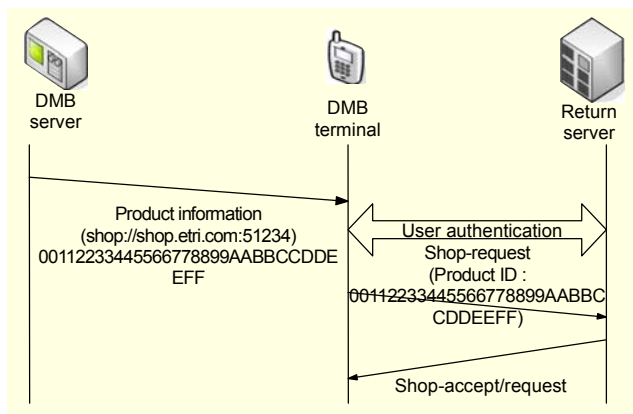 DMB
server
DMB
terminal
Return
server
Product information
(shop://shop.etri.com:51234)
00112233445566778899AABBCCDDE
EFF
User authentication
Shop-request
(Product ID :
00112233445566778899AABBC
CDDEEFF)
Shop-accept/request